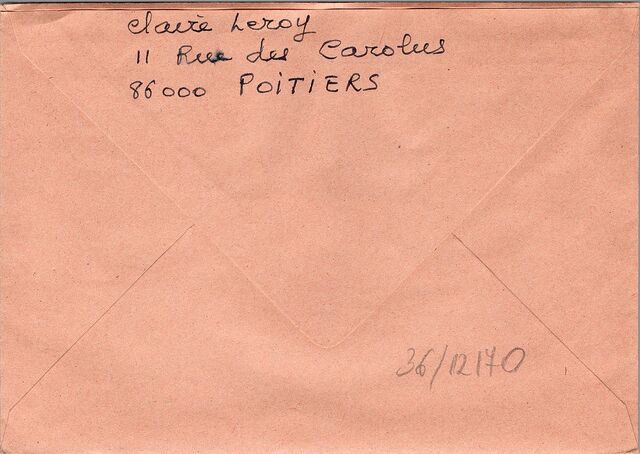 Claire Leroy
11 Rue des Carolus
86000 POITIERS
36/12170